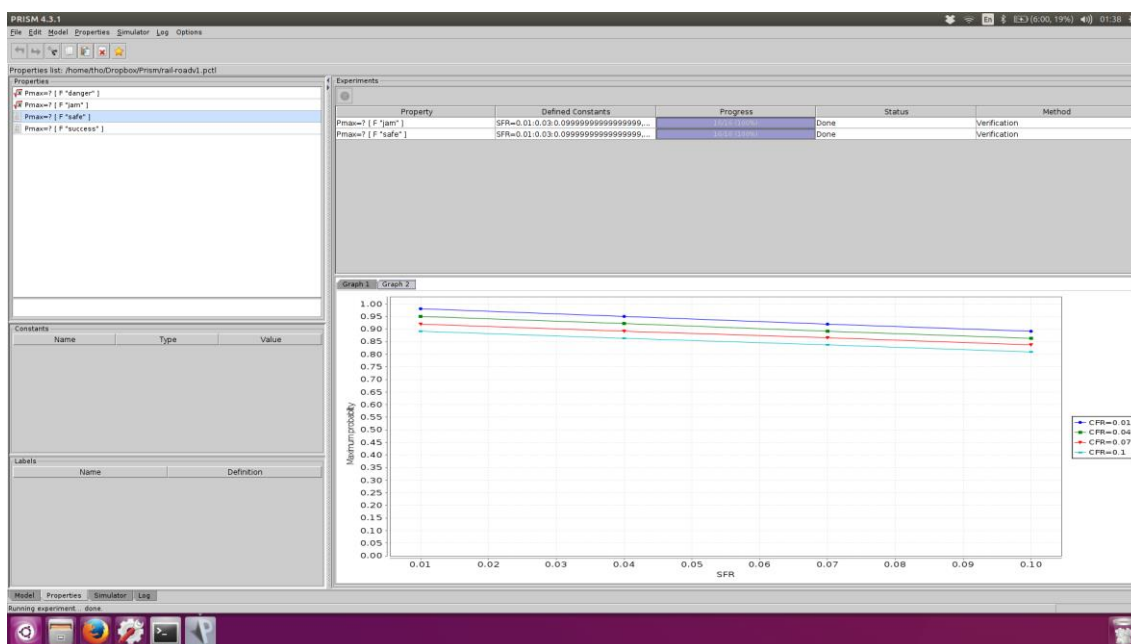 PRISM 4.3.1
En (6:00, 19%) 01:38
File Edit Model Properties Simulator Log Options
Properties list: /home/tho/Dropbox/Prism/rail-roadv1.pctl
Properties
Pmax=? [ F "danger" ]
Pmax=? [ F "jam" ]
Pmax=? [ F "safe" ]
Pmax=? [ F "success" ]
Constants
Name Type Value
Labels
Name Definition
Experiments
Property Defined Constants Progress Status Method
Pmax=? [ F "jam" ] SFR=0.01:0.03:0.09999999999999999,... 16/16 (100%) Done Verification
Pmax=? [ F "safe" ] SFR=0.01:0.03:0.09999999999999999,... 16/16 (100%) Done Verification
Graph 1 Graph 2
Maximum probability
1.00
0.95
0.90
0.85
0.80
0.75
0.70
0.65
0.60
0.55
0.50
0.45
0.40
0.35
0.30
0.25
0.20
0.15
0.10
0.05
0.00
0.01 0.02 0.03 0.04 0.05 0.06 0.07 0.08 0.09 0.10
SFR
CFR=0.01
CFR=0.04
CFR=0.07
CFR=0.1
Model Properties Simulator Log
Running experiment... done.